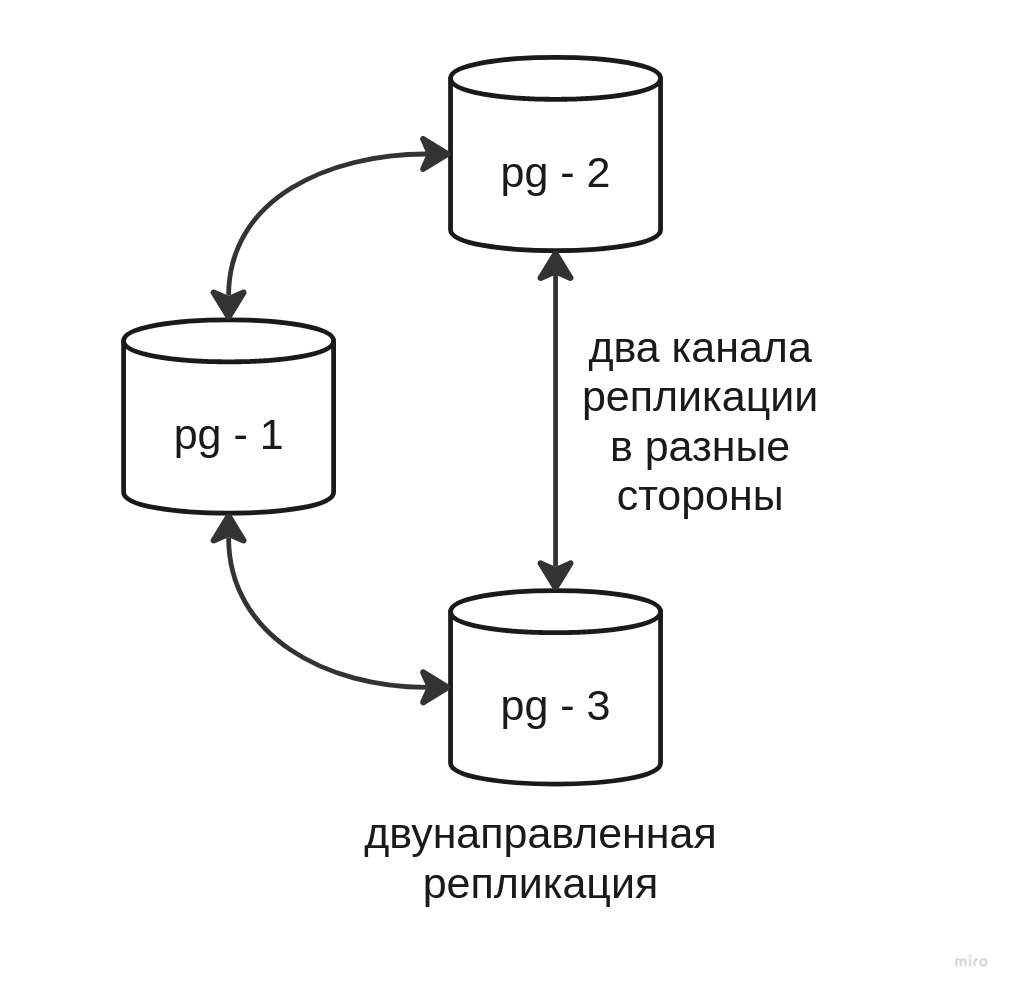 pg - 2
pg - 1
два канала
репликации
в разные
стороны
pg - 3
двунаправленная
репликация
miro